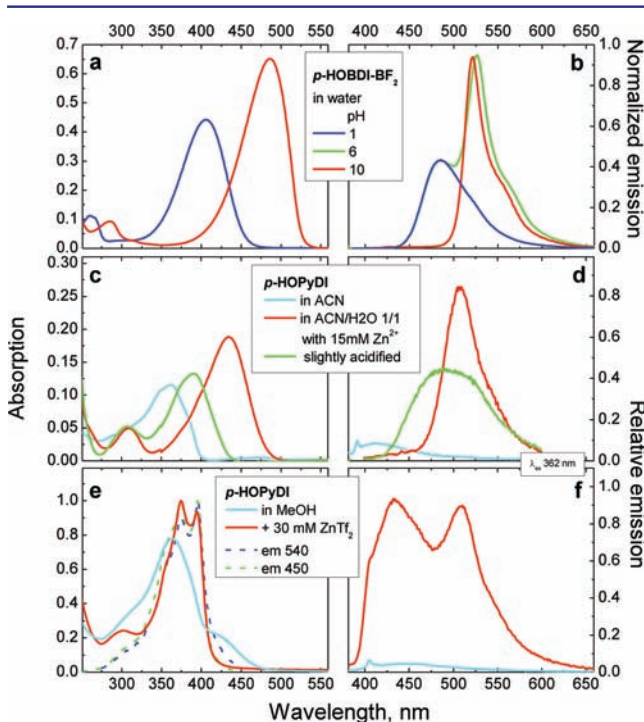 250 300 350 400 450 500 550
400 450 500 550 600 650
0.7
0.6
0.5
0.4
0.3
0.2
0.1
0.0
a
p-HOBDI-BF2
in water
pH
1
6
10
b
1.0
0.8
0.6
0.4
0.2
0.0
Normalized emission
0.30
0.25
0.20
0.15
0.10
0.05
0.00
c
p-HOPyDI
in ACN
in ACN/H2O 1/1
with 15mM Zn2+
slightly acidified
d
0.8
0.6
0.4
0.2
0.0
λex 362 nm
Absorption
Relative emission
1.0
0.8
0.6
0.4
0.2
0.0
e
p-HOPyDI
in MeOH
+ 30 mM ZnTf2
em 540
em 450
f
1.0
0.8
0.6
0.4
0.2
0.0
250 300 350 400 450 500 550
400 450 500 550 600 650
Wavelength, nm